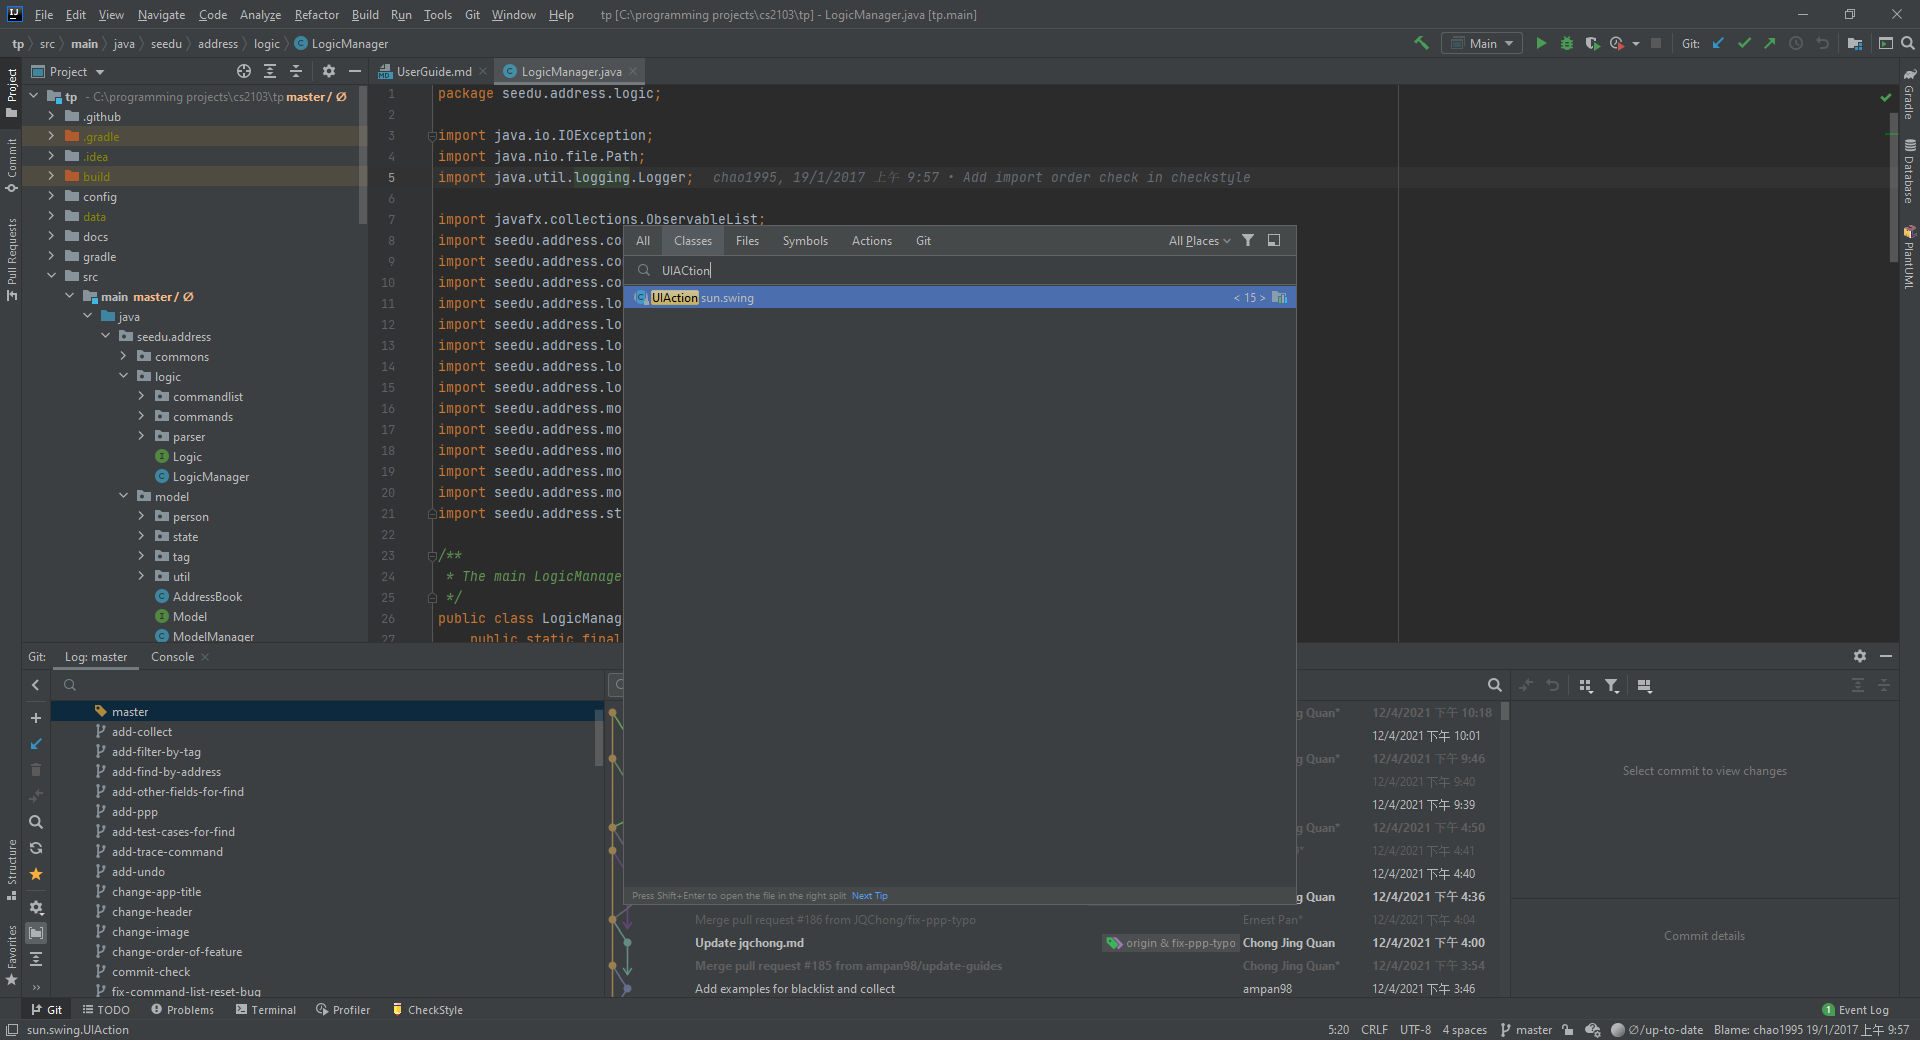 File Edit View Navigate Code Analyze Refactor Build Run Tools Git Window Help tp [C:\programming projects\cs2103\tp] - LogicManager.java [tp.main]
tp src main java seedu address logic LogicManager
Main Git:
Project
UserGuide.md LogicManager.java
Project
Commit
Pull Requests
Structure
Favorites
tp - C:\programming projects\cs2103\tp master / Ø
.github
.gradle
.idea
build
config
data
docs
gradle
src
main master / Ø
java
seedu.address
commons
logic
commandlist
commands
parser
Logic
LogicManager
model
person
state
tag
util
AddressBook
Model
ModelManager
1 package seedu.address.logic;
2
3 import java.io.IOException;
4 import java.nio.file.Path;
5 import java.util.logging.Logger; chao1995, 19/1/2017 上午 9:57 • Add import order check in checkstyle
6
7 import javafx.collections.ObservableList;
8 import seedu.address.co
9 import seedu.address.co
10 import seedu.address.co
11 import seedu.address.lo
12 import seedu.address.lo
13 import seedu.address.lo
14 import seedu.address.lo
15 import seedu.address.lo
16 import seedu.address.mo
17 import seedu.address.mo
18 import seedu.address.mo
19 import seedu.address.mo
20 import seedu.address.mo
21 import seedu.address.st
22
23 /**
24 * The main LogicManage
25 */
26 public class LogicManag
27 public static final
All Classes Files Symbols Actions Git All Places
UIACtion
UIAction sun.swing < 15 >
Press Shift+Enter to open the file in the right split Next Tip
Gradle
Database
PlantUML
Git: Log: master Console
master
add-collect
add-filter-by-tag
add-find-by-address
add-other-fields-for-find
add-ppp
add-test-cases-for-find
add-trace-command
add-undo
change-app-title
change-header
change-image
change-order-of-feature
commit-check
fix-command-list-reset-bug
g Quan* 12/4/2021 下午 10:18
12/4/2021 下午 10:01
g Quan* 12/4/2021 下午 9:46
12/4/2021 下午 9:40
12/4/2021 下午 9:39
g Quan* 12/4/2021 下午 4:50
12/4/2021 下午 4:41
12/4/2021 下午 4:40
g Quan 12/4/2021 下午 4:36
Merge pull request #186 from JQChong/fix-ppp-typo Ernest Pan* 12/4/2021 下午 4:04
Update jqchong.md origin & fix-ppp-typo Chong Jing Quan 12/4/2021 下午 4:00
Merge pull request #185 from ampan98/update-guides Chong Jing Quan* 12/4/2021 下午 3:54
Add examples for blacklist and collect ampan98 12/4/2021 下午 3:46
Select commit to view changes
Commit details
Git TODO Problems Terminal Profiler CheckStyle 1 Event Log
sun.swing.UIAction 5:20 CRLF UTF-8 4 spaces master Ø/up-to-date Blame: chao1995 19/1/2017 上午 9:57